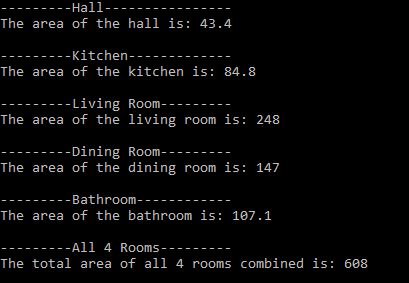 ---------Hall----------------
The area of the hall is: 43.4
---------Kitchen-------------
The area of the kitchen is: 84.8
---------Living Room---------
The area of the living room is: 248
---------Dining Room---------
The area of the dining room is: 147
---------Bathroom------------
The area of the bathroom is: 107.1
---------All 4 Rooms---------
The total area of all 4 rooms combined is: 608